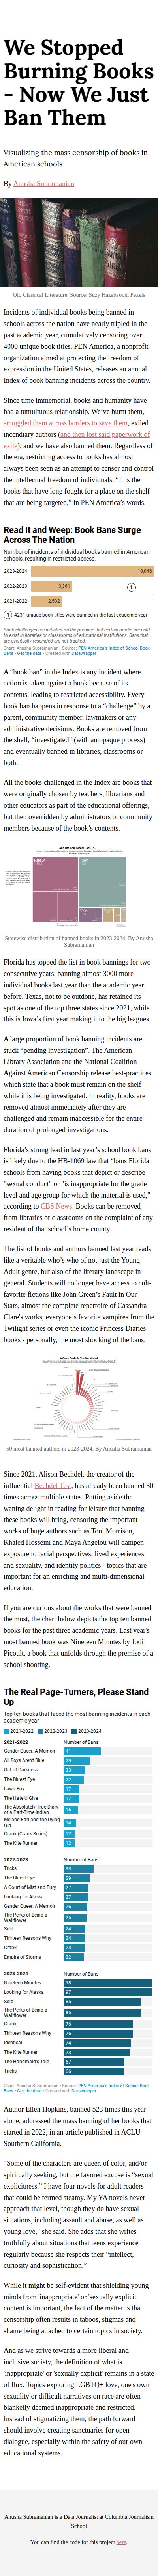 We Stopped
Burning Books
- Now We Just
Ban Them
Visualizing the mass censorship of books in
American schools
By Anusha Subramanian
Old Classical Literature. Source: Suzy Hazelwood, Pexels
Incidents of individual books being banned in
schools across the nation have nearly tripled in the
last academic year, cumulatively censoring over
4000 unique book titles. PEN America, a nonprofit
organization aimed at protecting the freedom of
expression in the United States, releases an annual
Index of book banning incidents across the country.
Since time immemorial, books and humanity have
had a tumultuous relationship. We’ve burnt them,
smuggled them across borders to save them, exiled
incendiary authors (and then lost said paperwork of
exile), and we have also banned them. Regardless of
the era, restricting access to books has almost
always been an attempt to censor, limit and control
the intellectual freedom of individuals. “It is the
books that have long fought for a place on the shelf
that are being targeted,” in PEN America’s words.
Read it and Weep: Book Bans Surge
Across The Nation
Number of incidents of individual books banned in American
schools, resulting in restricted access.
2023-2024 10,046
2022-2023 3,361 1
2021-2022 2,532
1 4231 unique book titles were banned in the last academic year
Book challenges are initiated on the premise that certain books are unfit
to exist in libraries or classrooms of educational institutions. Bans that
are eventually rescinded are not tracked.
Chart: Anusha Subramanian • Source: PEN America's Index of School Book
Bans • Get the data • Created with Datawrapper
A “book ban” in the Index is any incident where
action is taken against a book because of its
contents, leading to restricted accessibility. Every
book ban happens in response to a “challenge” by a
parent, community member, lawmakers or any
administrative decisions. Books are removed from
the shelf, “investigated” (with an opaque process)
and eventually banned in libraries, classrooms or
both.
All the book challenges in the Index are books that
were originally chosen by teachers, librarians and
other educators as part of the educational offerings,
but then overridden by administrators or community
members because of the book’s contents.
Statewise distribution of banned books in 2023-2024. By Anusha
Subramanian
Florida has topped the list in book bannings for two
consecutive years, banning almost 3000 more
individual books last year than the academic year
before. Texas, not to be outdone, has retained its
spot as one of the top three states since 2021, while
this is Iowa’s first year making it to the big leagues.
A large proportion of book banning incidents are
stuck “pending investigation”. The American
Library Association and the National Coalition
Against American Censorship release best-practices
which state that a book must remain on the shelf
while it is being investigated. In reality, books are
removed almost immediately after they are
challenged and remain inaccessible for the entire
duration of prolonged investigations.
Florida’s strong lead in last year’s school book bans
is likely due to the HB-1069 law that “bans Florida
schools from having books that depict or describe
"sexual conduct" or "is inappropriate for the grade
level and age group for which the material is used,"
according to CBS News. Books can be removed
from libraries or classrooms on the complaint of any
resident of that school’s home county.
The list of books and authors banned last year reads
like a veritable who’s who of not just the Young
Adult genre, but also of the literary landscape in
general. Students will no longer have access to cult-
favorite fiction books like John Green’s Fault in Our
Stars, almost the complete repertoire of Cassandra
Clare's works, everyone’s favorite vampires from the
Twilight series or even the iconic Princess Diaries
books - personally, the most shocking of the bans.
50 most banned authors in 2023-2024. By Anusha Subramanian
Since 2021, Alison Bechdel, the creator of the
influential Bechdel Test, has already been banned 30
times across multiple states. Putting aside the
waning delight in reading for leisure that banning
these books will bring, censoring the important
works of huge authors such as Toni Morrison,
Khaled Hosseini and Maya Angelou will dampen
exposure to racial perspectives, lived experiences
and sexuality, and identity politics - topics that are
important for an enriching and multi-dimensional
education.
If you are curious about the works that were banned
the most, the chart below depicts the top ten banned
books for the past three academic years. Last year's
most banned book was Nineteen Minutes by Jodi
Picoult, a book that unfolds through the premise of a
school shooting.
The Real Page-Turners, Please Stand
Up
Top ten books that faced the most banning incidents in each
academic year
2021-2022 2022-2023 2023-2024
2021-2022 Number of Bans
Gender Queer: A Memoir 41
All Boys Aren't Blue 29
Out of Darkness 23
The Bluest Eye 22
Lawn Boy 17
The Hate U Give 17
The Absolutely True Diary
of a Part-Time Indian 16
Me and Earl and the Dying
Girl 14
Crank (Crank Series) 12
The Kite Runner 12
2022-2023 Number of Bans
Tricks 33
The Bluest Eye 29
A Court of Mist and Fury 27
Looking for Alaska 27
Gender Queer: A Memoir 26
The Perks of Being a
Wallflower 25
Sold 24
Thirteen Reasons Why 24
Crank 23
Empire of Storms 22
2023-2024 Number of Bans
Nineteen Minutes 98
Looking for Alaska 97
Sold 85
The Perks of Being a
Wallflower 85
Crank 76
Thirteen Reasons Why 76
Identical 74
The Kite Runner 73
The Handmaid's Tale 67
Tricks 66
Chart: Anusha Subramanian • Source: PEN America's Index of School Book
Bans • Get the data • Created with Datawrapper
Author Ellen Hopkins, banned 523 times this year
alone, addressed the mass banning of her books that
started in 2022, in an article published in ACLU
Southern California.
“Some of the characters are queer, of color, and/or
spiritually seeking, but the favored excuse is “sexual
explicitness.” I have four novels for adult readers
that could be termed steamy. My YA novels never
approach that level, though they do have sexual
situations, including assault and abuse, as well as
young love," she said. She adds that she writes
truthfully about situations that teens experience
regularly because she respects their “intellect,
curiosity and sophistication.”
While it might be self-evident that shielding young
minds from 'inappropriate' or 'sexually explicit'
content is important, the fact of the matter is that
censorship often results in taboos, stigmas and
shame being attached to certain topics in society.
And as we strive towards a more liberal and
inclusive society, the definition of what is
'inappropriate' or 'sexually explicit' remains in a state
of flux. Topics exploring LGBTQ+ love, one's own
sexuality or difficult narratives on race are often
blankety deemed inappropriate and restricted.
Instead of stigmatizing them, the path forward
should involve creating sanctuaries for open
dialogue, especially within the safety of our own
educational systems.
Anusha Subramanian is a Data Journalist at Columbia Journalism
School
You can find the code for this project here.